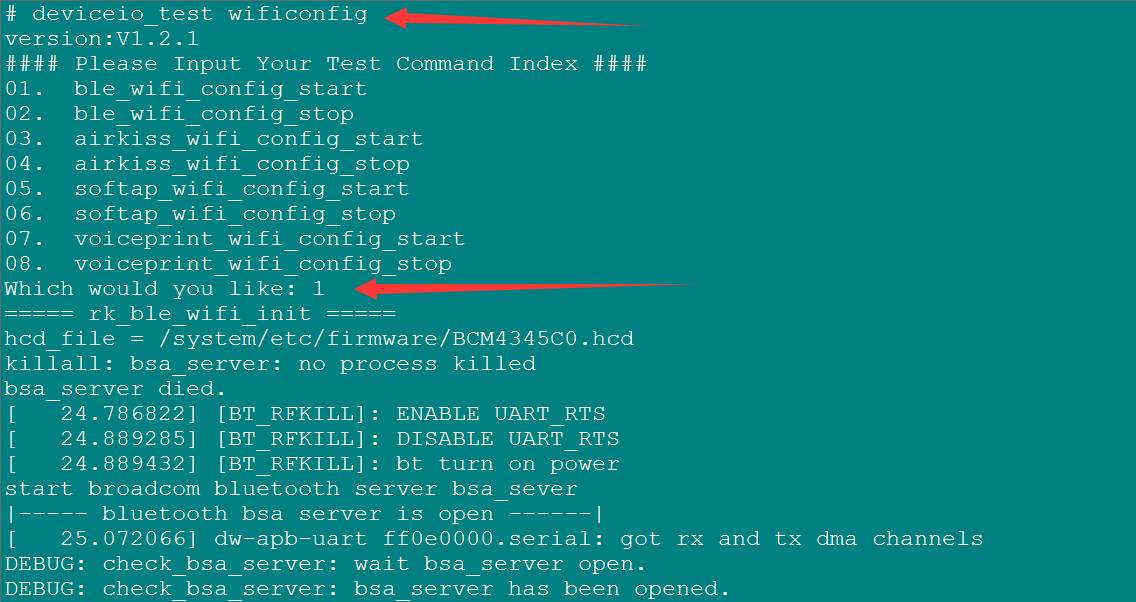 # deviceio_test wificonfig
version:V1.2.1
#### Please Input Your Test Command Index ####
01.  ble_wifi_config_start
02.  ble_wifi_config_stop
03.  airkiss_wifi_config_start
04.  airkiss_wifi_config_stop
05.  softap_wifi_config_start
06.  softap_wifi_config_stop
07.  voiceprint_wifi_config_start
08.  voiceprint_wifi_config_stop
Which would you like: 1
===== rk_ble_wifi_init =====
hcd_file = /system/etc/firmware/BCM4345C0.hcd
killall: bsa_server: no process killed
bsa_server died.
[   24.786822] [BT_RFKILL]: ENABLE UART_RTS
[   24.889285] [BT_RFKILL]: DISABLE UART_RTS
[   24.889432] [BT_RFKILL]: bt turn on power
start broadcom bluetooth server bsa_sever
|----- bluetooth bsa server is open ------|
[   25.072066] dw-apb-uart ff0e0000.serial: got rx and tx dma channels
DEBUG: check_bsa_server: wait bsa_server open.
DEBUG: check_bsa_server: bsa_server has been opened.